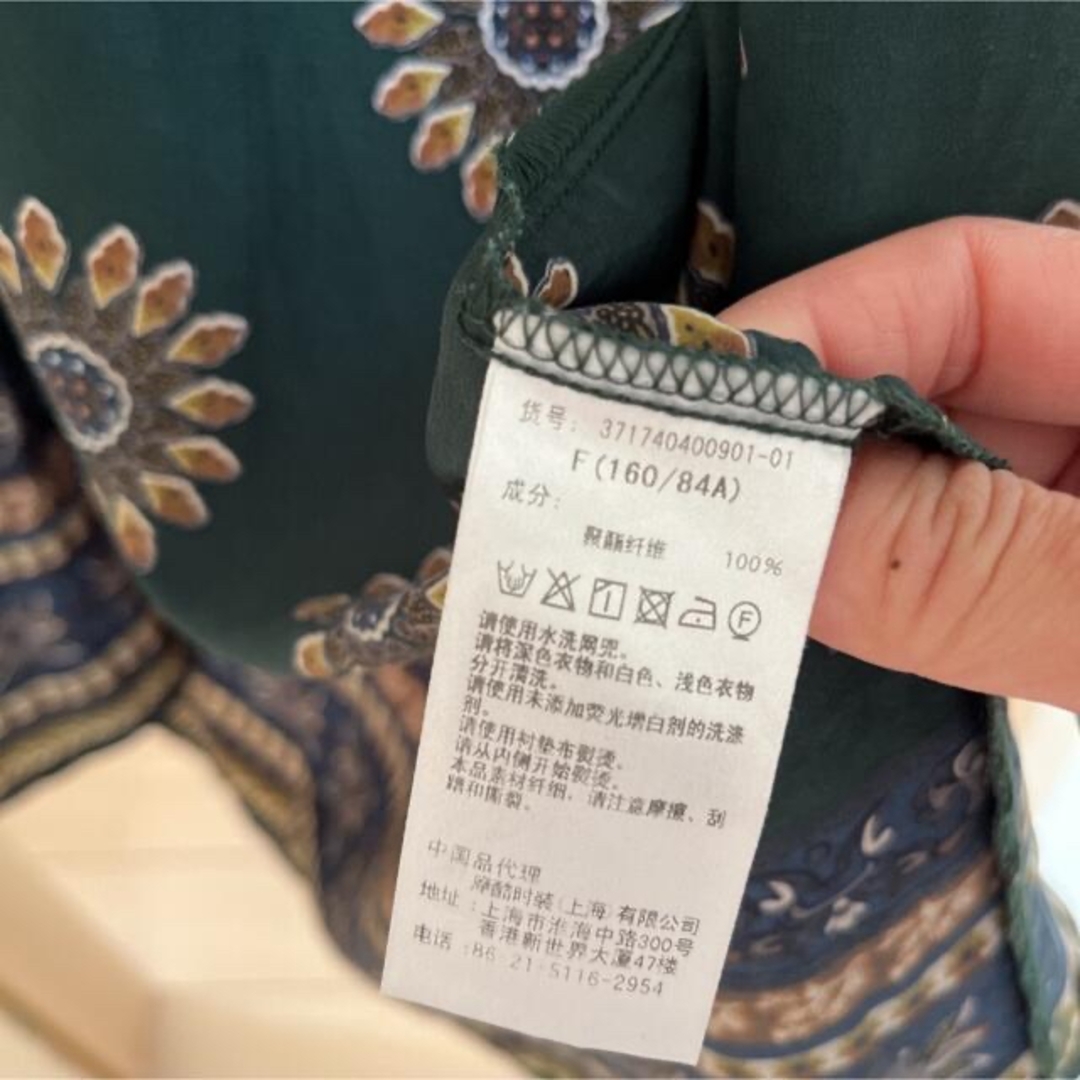 货号: 371740400901-01
F(160/84A)
成分:
聚酯纤维 100%
F
请使用水洗网兜。
请将深色衣物和白色、浅色衣物
分开清洗。
请使用未添加荧光增白剂的洗涤
剂。
请使用衬垫布熨烫。
请从内侧开始熨烫。
本品素材纤细，请注意摩擦、刮
蹭和撕裂。
中国品代理
摩酷时装(上海)有限公司
地址：上海市淮海中路300号
香港新世界大厦47楼
电话：86-21-5116-2954